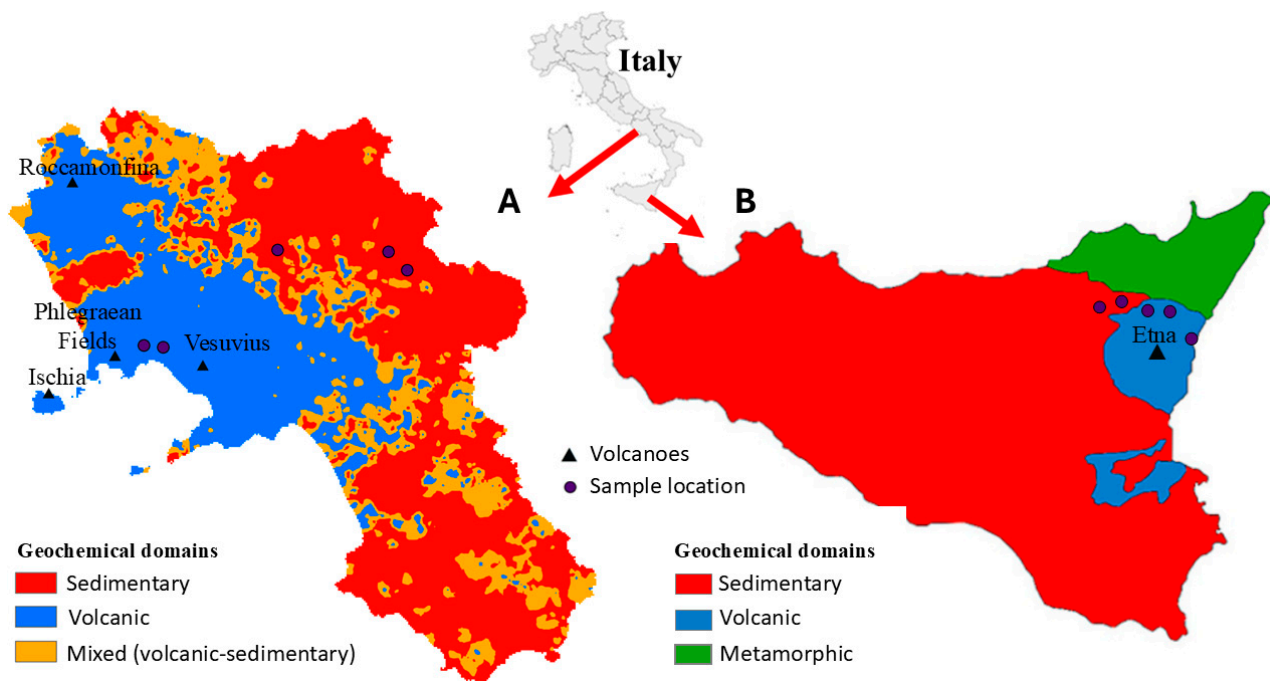 Italy
A
B
Roccamonfina
Phlegraean
Fields
Vesuvius
Ischia
Etna
Volcanoes
Sample location
Geochemical domains
Sedimentary
Volcanic
Mixed (volcanic-sedimentary)
Geochemical domains
Sedimentary
Volcanic
Metamorphic